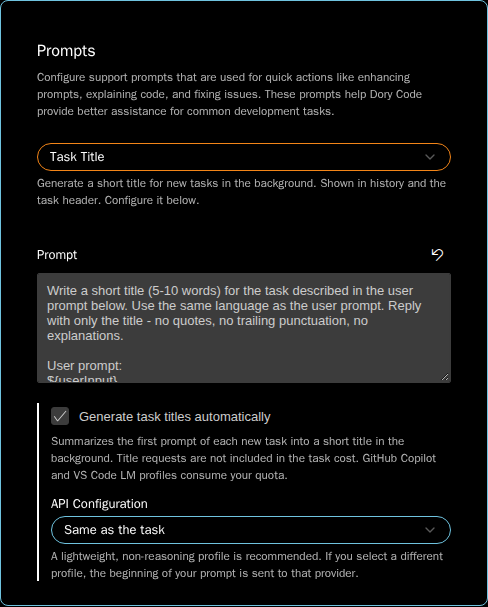 Prompts
Configure support prompts that are used for quick actions like enhancing
prompts, explaining code, and fixing issues. These prompts help Dory Code
provide better assistance for common development tasks.
Task Title
Generate a short title for new tasks in the background. Shown in history and the
task header. Configure it below.
Prompt
Write a short title (5-10 words) for the task described in the user
prompt below. Use the same language as the user prompt. Reply
with only the title - no quotes, no trailing punctuation, no
explanations.
User prompt:
${userInput}
Generate task titles automatically
Summarizes the first prompt of each new task into a short title in the
background. Title requests are not included in the task cost. GitHub Copilot
and VS Code LM profiles consume your quota.
API Configuration
Same as the task
A lightweight, non-reasoning profile is recommended. If you select a different
profile, the beginning of your prompt is sent to that provider.